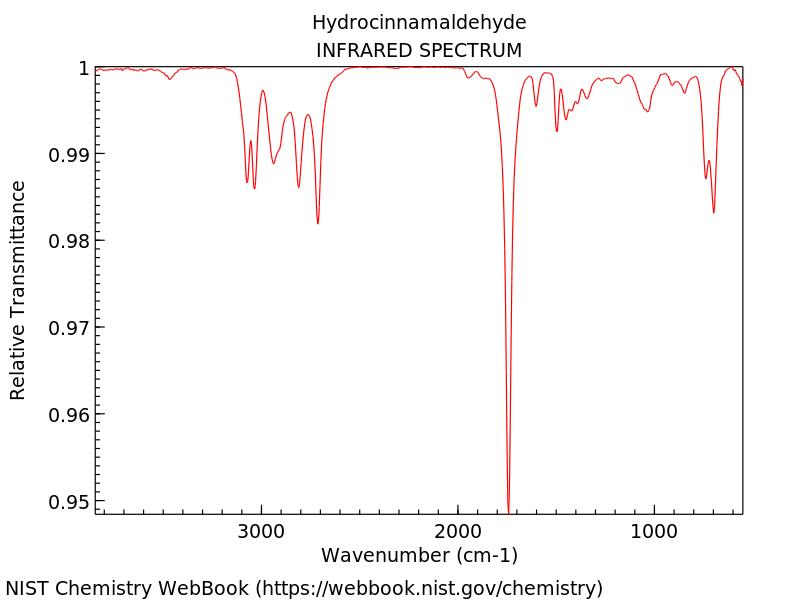 Hydrocinnamaldehyde
INFRARED SPECTRUM
1
0.99
0.98
0.97
0.96
0.95
Relative Transmittance
3000 2000 1000
Wavenumber (cm-1)
NIST Chemistry WebBook (https://webbook.nist.gov/chemistry)